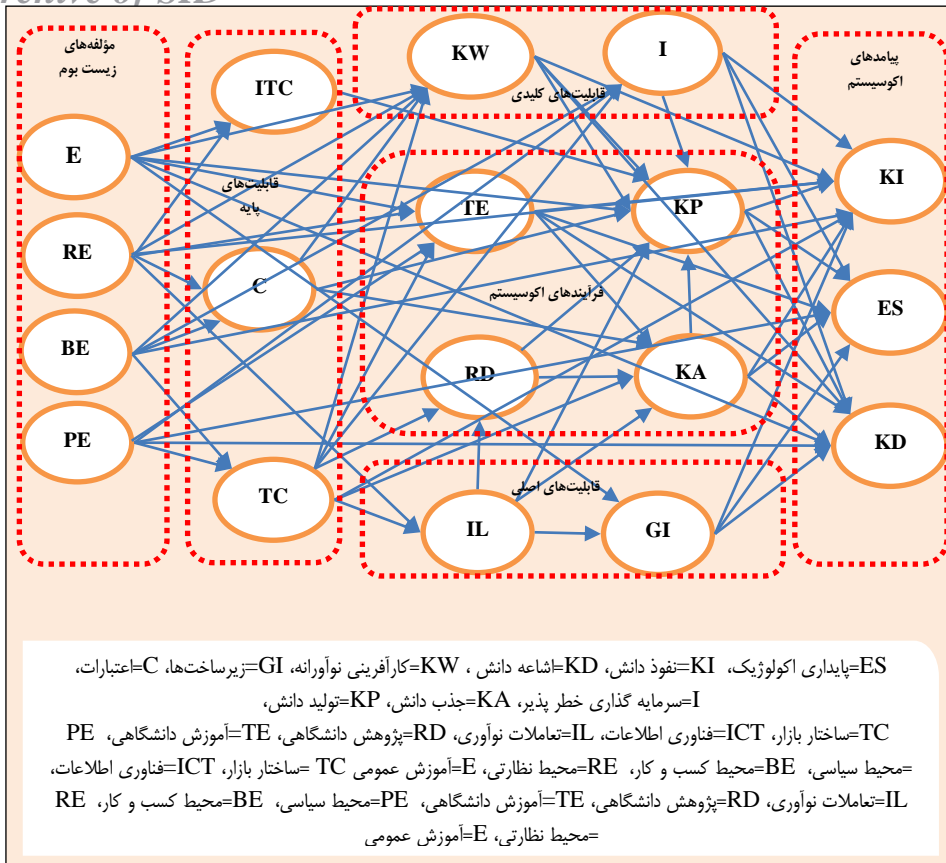 Archive of SID
مؤلفه‌های
زیست بوم
ITC
KW
I
پیامدهای
اکوسیستم
قابلیت‌های کلیدی
E
قابلیت‌های
پایه
TE
KP
KI
RE
C
فرآیندهای اکوسیستم
ES
BE
RD
KA
PE
KD
TC
قابلیت‌های اصلی
IL
GI
ES=پایداری اکولوژیک، KI=نفوذ دانش، KD=اشاعه دانش ، KW=کارآفرینی نوآورانه، GI=زیرساخت‌ها، C=اعتبارات،
I=سرمایه گذاری خطر پذیر، KA=جذب دانش، KP=تولید دانش،
TC=ساختار بازار، ICT=فناوری اطلاعات، IL=تعاملات نوآوری، RD=پژوهش دانشگاهی، TE=آموزش دانشگاهی، PE
=محیط سیاسی، BE=محیط کسب و کار، RE=محیط نظارتی، E=آموزش عمومی TC =ساختار بازار، ICT=فناوری اطلاعات،
IL=تعاملات نوآوری، RD=پژوهش دانشگاهی، TE=آموزش دانشگاهی، PE=محیط سیاسی، BE=محیط کسب و کار، RE
=محیط نظارتی، E=آموزش عمومی